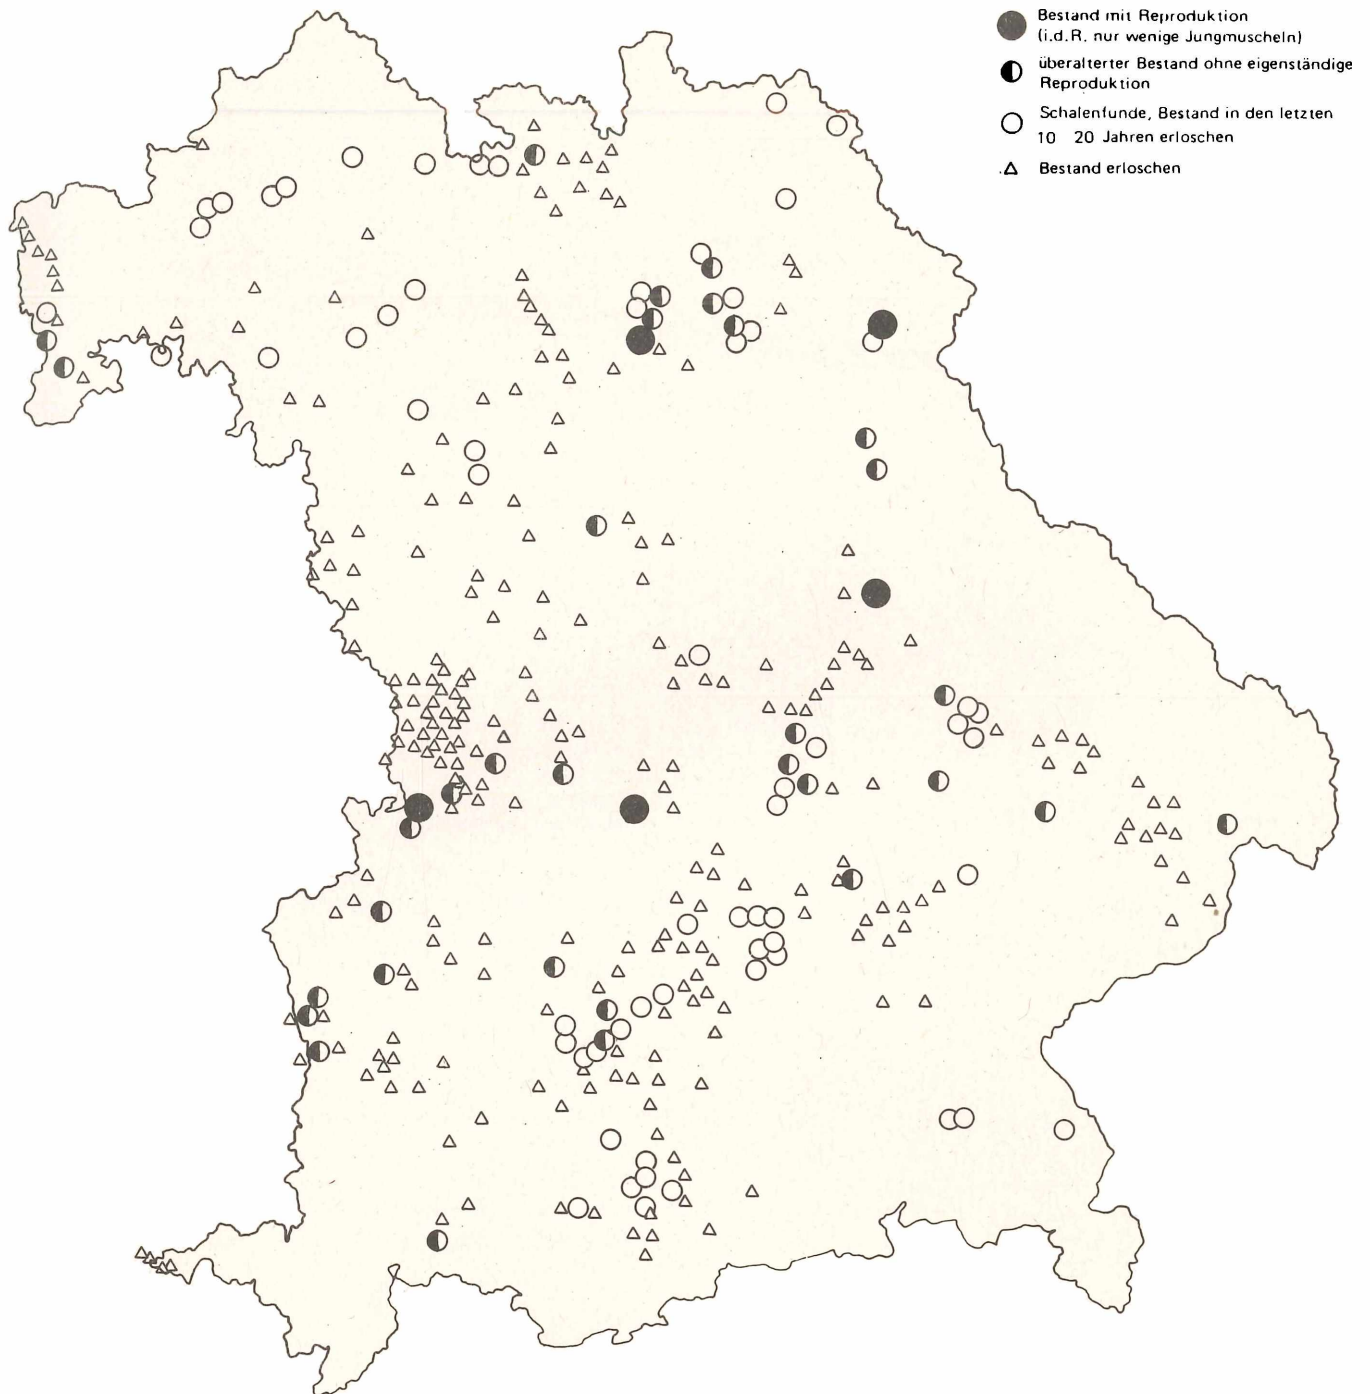 Bestand mit Reproduktion
(i.d.R. nur wenige Jungmuscheln)
überalterter Bestand ohne eigenständige
Reproduktion
Schalenfunde, Bestand in den letzten
10 20 Jahren erloschen
Bestand erloschen